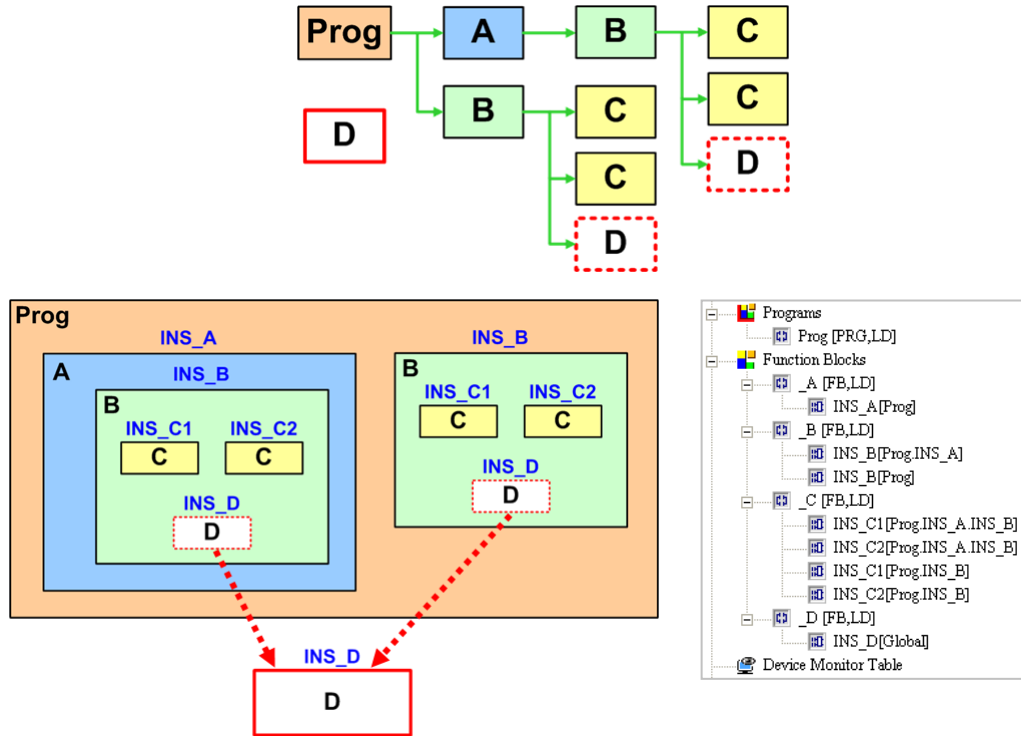 Prog A B C
B C C
D
C D
D
Prog
INS_A INS_B
A INS_B B
B INS_C1 INS_C2
INS_C1 INS_C2 C C
C C INS_D
INS_D D
D
INS_D
D
Programs
Prog [PRG,LD]
Function Blocks
_A [FB,LD]
INS_A[Prog]
_B [FB,LD]
INS_B[Prog.INS_A]
INS_B[Prog]
_C [FB,LD]
INS_C1[Prog.INS_A.INS_B]
INS_C2[Prog.INS_A.INS_B]
INS_C1[Prog.INS_B]
INS_C2[Prog.INS_B]
_D [FB,LD]
INS_D[Global]
Device Monitor Table